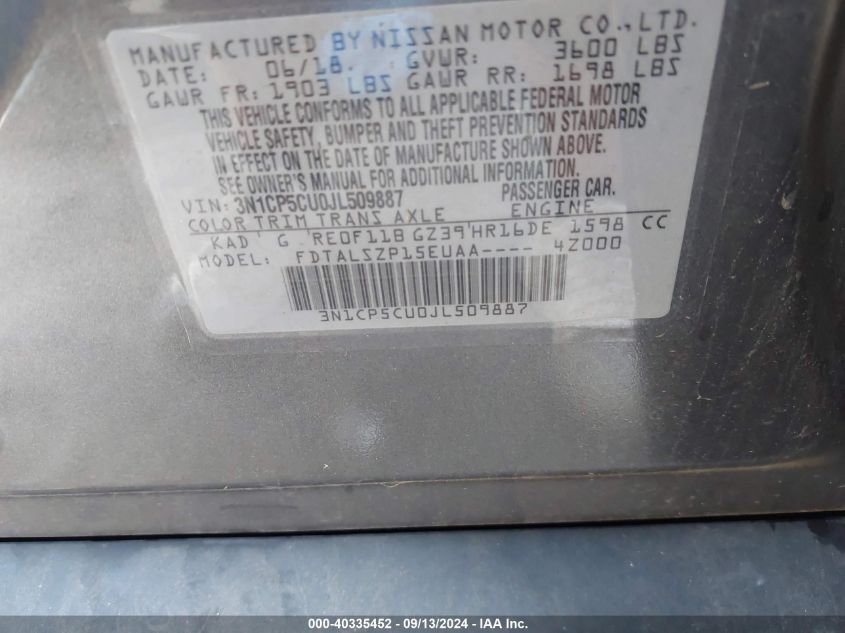 MANUFACTURED BY NISSAN MOTOR CO., LTD.
DATE: 06/18. GVWR: 3600 LBS
GAWR FR: 1903 LBS GAWR RR: 1698 LBS
THIS VEHICLE CONFORMS TO ALL APPLICABLE FEDERAL MOTOR
VEHICLE SAFETY, BUMPER AND THEFT PREVENTION STANDARDS
IN EFFECT ON THE DATE OF MANUFACTURE SHOWN ABOVE.
SEE OWNER'S MANUAL FOR ADDITIONAL INFORMATION.
VIN: 3N1CP5CU0JL509887 PASSENGER CAR.
COLOR TRIM TRANS AXLE ENGINE
KAD G RE0F11B GZ39 HR16DE 1598 CC
MODEL: FDTALSZP15EUAA---- 4Z000
3N1CP5CU0JL509887
000-40335452 - 09/13/2024 - IAA Inc.